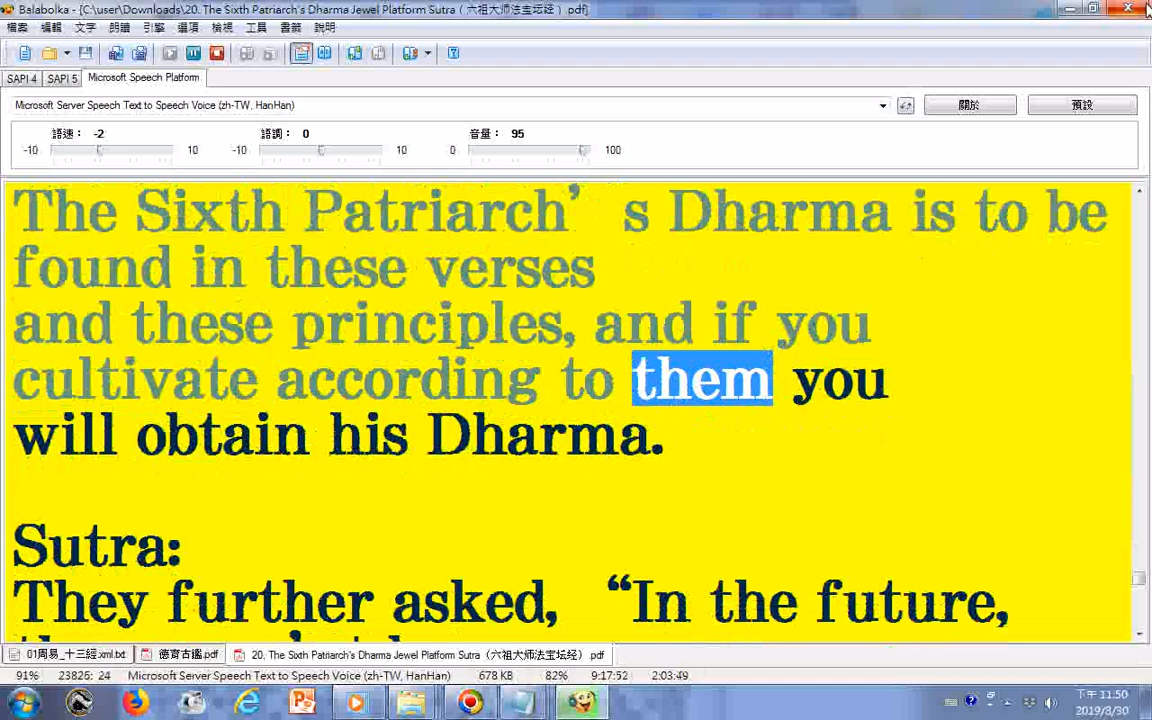 Balabolka - [C:\user\Downloads\20. The Sixth Patriarch's Dharma Jewel Platform Sutra（六祖大师法宝坛经）pdf]
檔案 編輯 文字 朗讀 引擎 選項 檢視 工具 書籤 說明
SAPI 4 SAPI 5 Microsoft Speech Platform
Microsoft Server Speech Text to Speech Voice (zh-TW, HanHan) 關於 預設
語速： -2 語調： 0 音量： 95
-10 10 -10 10 0 100
The Sixth Patriarch’s Dharma is to be
found in these verses
and these principles, and if you
cultivate according to them you
will obtain his Dharma.
Sutra:
They further asked, “In the future,
01周易_十三經.xml.txt 德育古鑑.pdf 20. The Sixth Patriarch's Dharma Jewel Platform Sutra（六祖大师法宝坛经）.pdf
91% 23825: 24 Microsoft Server Speech Text to Speech Voice (zh-TW, HanHan) 678 KB 82% 9:17:52 2:03:49
下午 11:50
2019/8/30